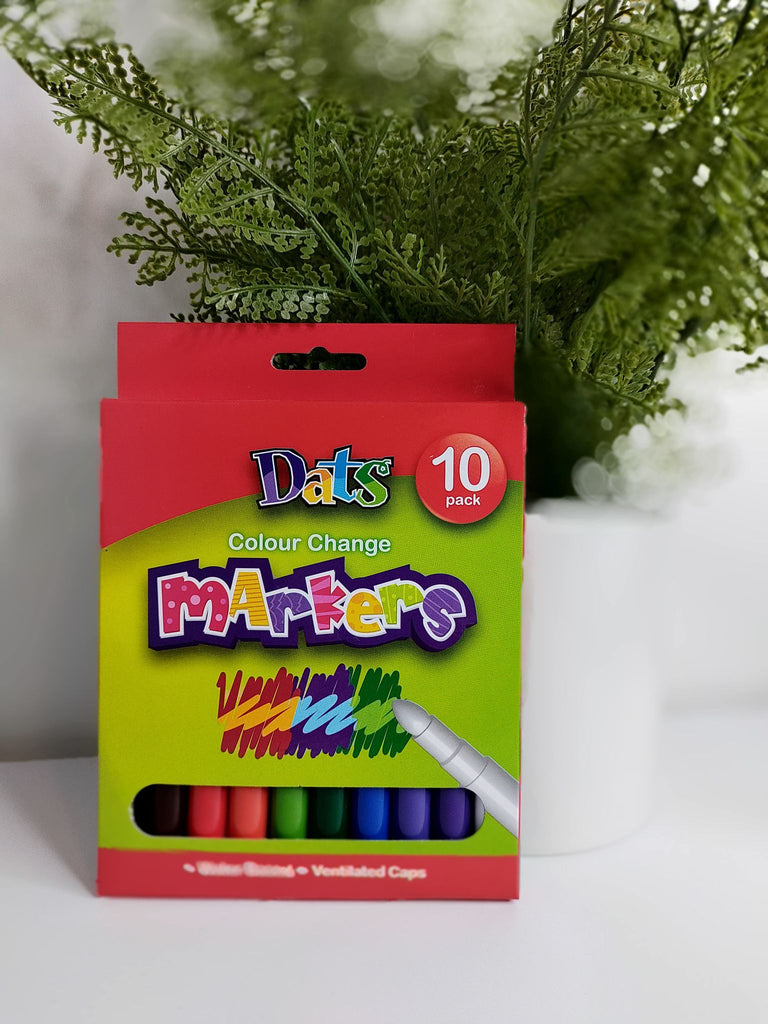 Dats
10
pack
Colour Change
mArkers
Ventilated Caps